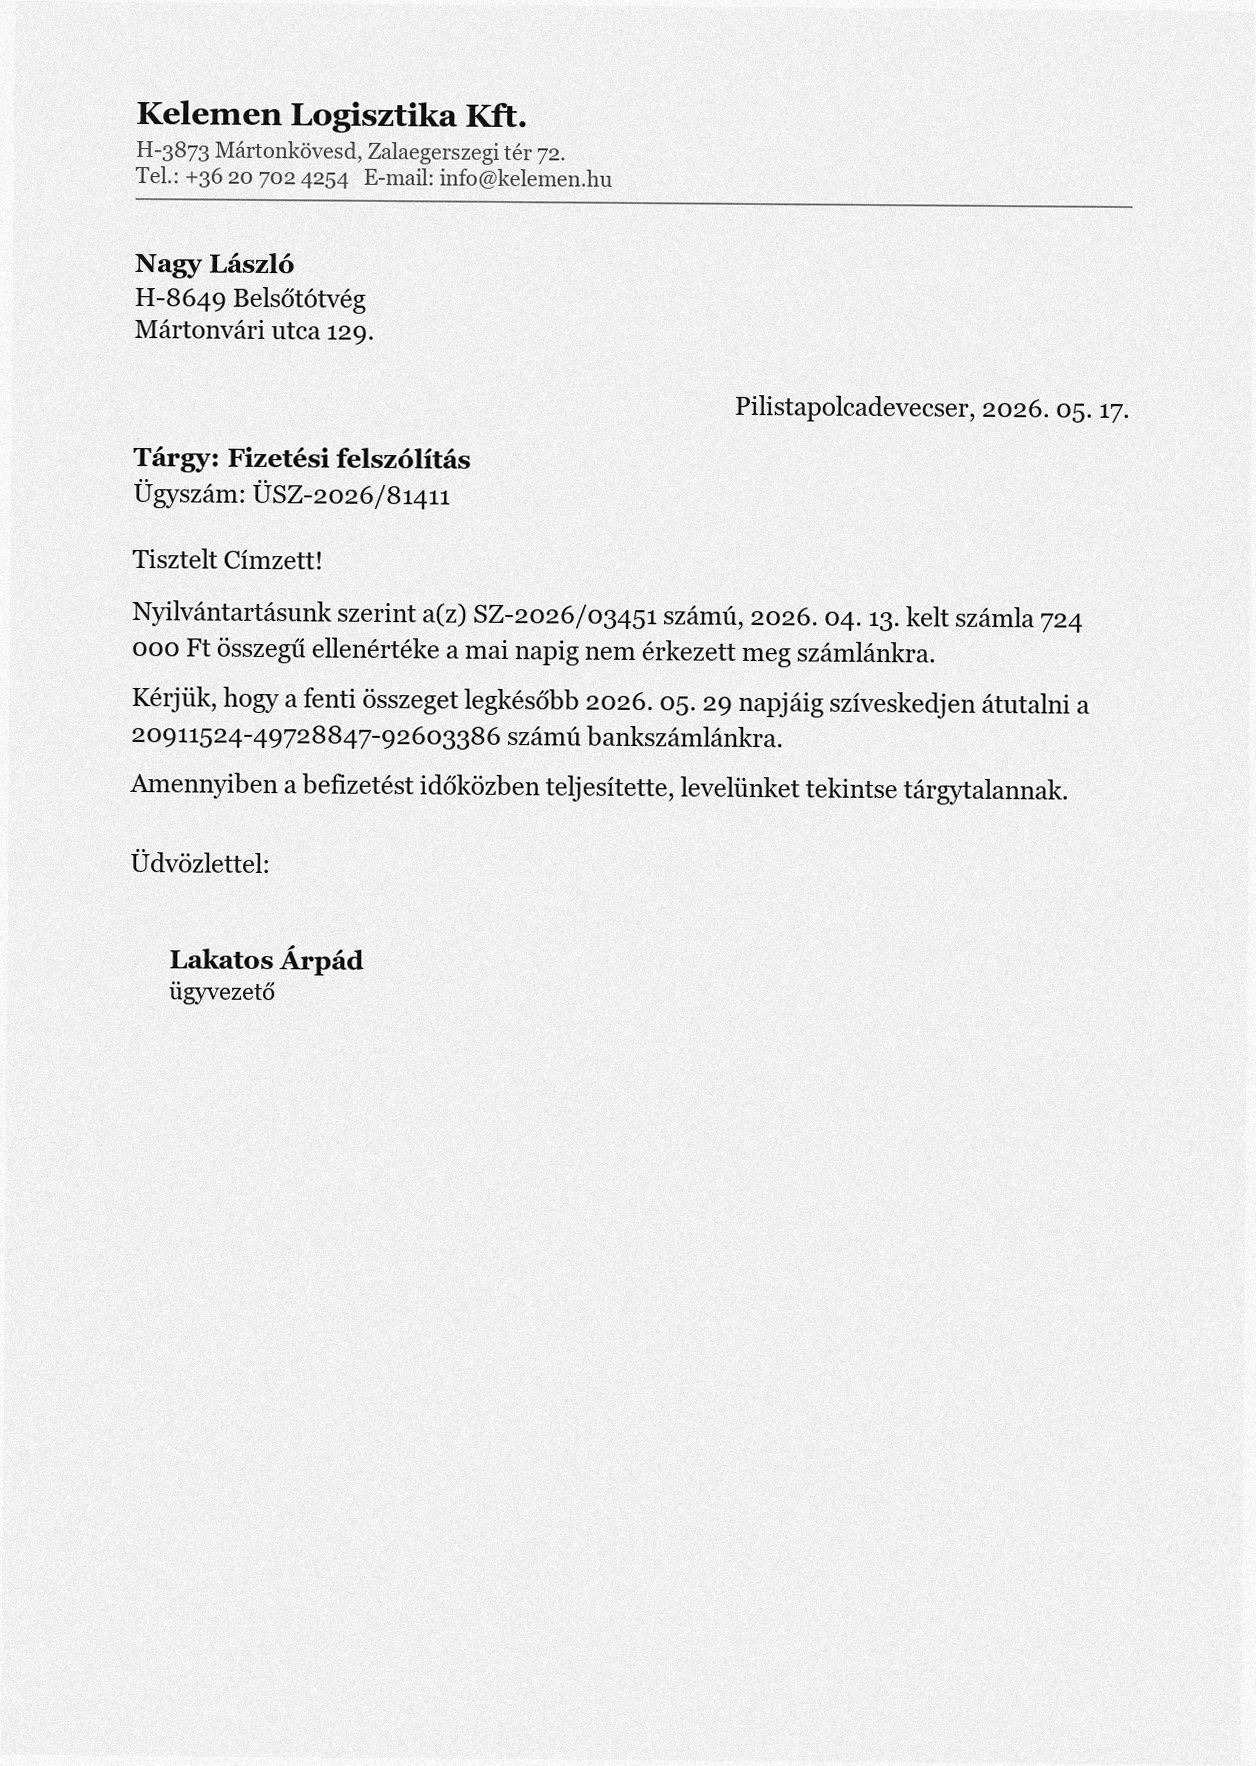 Kelemen Logisztika Kft.
H-3873 Mártonkövesd, Zalaegerszegi tér 72.
Tel.: +36 20 702 4254 E-mail: info@kelemen.hu
Nagy László
H-8649 Belsőtótvég
Mártonvári utca 129.
Pilistapolcadevecser, 2026. 05. 17.
Tárgy: Fizetési felszólítás
Ügyszám: ÜSZ-2026/81411
Tisztelt Címzett!
Nyilvántartásunk szerint a(z) SZ-2026/03451 számú, 2026. 04. 13. kelt számla 724
000 Ft összegű ellenértéke a mai napig nem érkezett meg számlánkra.
Kérjük, hogy a fenti összeget legkésőbb 2026. 05. 29 napjáig szíveskedjen átutalni a
20911524-49728847-92603386 számú bankszámlánkra.
Amennyiben a befizetést időközben teljesítette, levelünket tekintse tárgytalannak.
Üdvözlettel:
Lakatos Árpád
ügyvezető